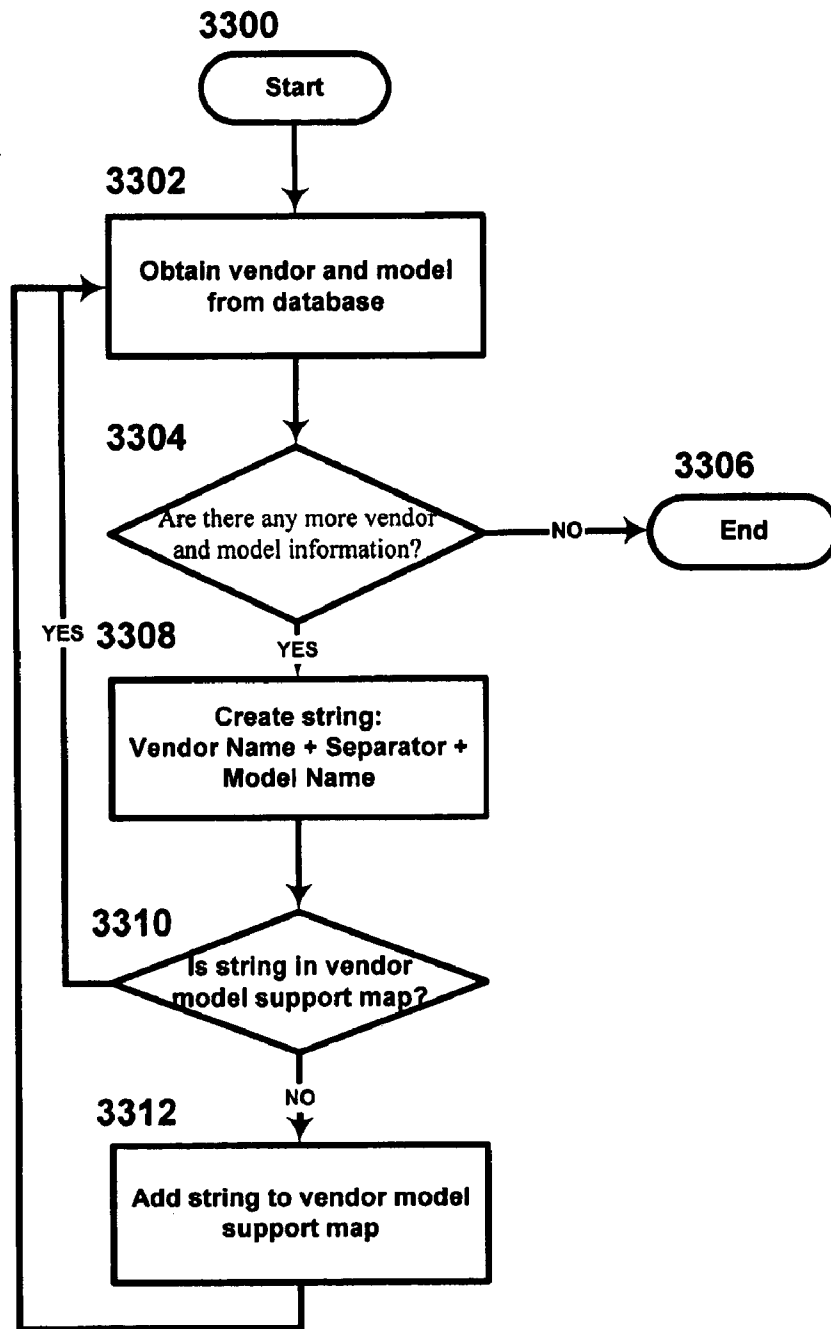 3300
Start
3302
Obtain vendor and model
from database
3304
Are there any more vendor
and model information?
NO
3306
End
YES
3308
YES
Create string:
Vendor Name + Separator +
Model Name
3310
Is string in vendor
model support map?
NO
3312
Add string to vendor model
support map